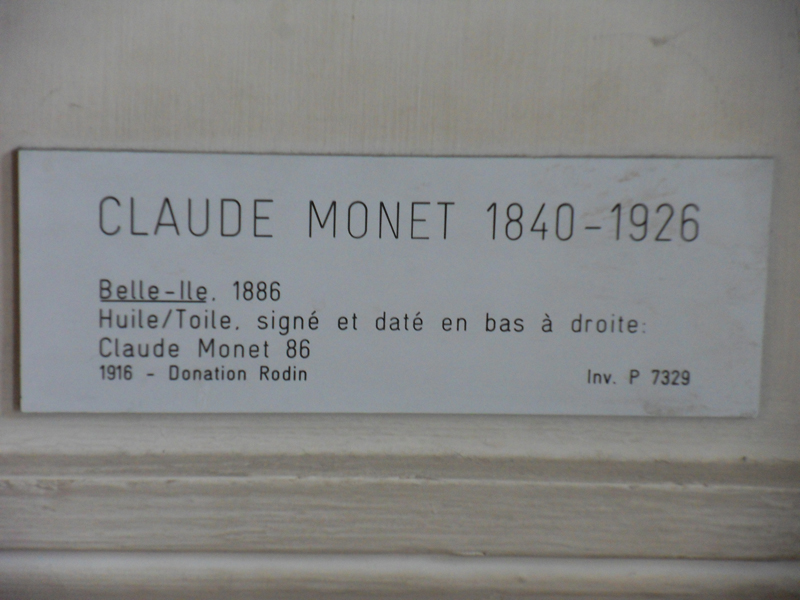 CLAUDE MONET 1840-1926
Belle-Ile, 1886
Huile/Toile, signé et daté en bas à droite:
Claude Monet 86
1916 - Donation Rodin Inv. P 7329